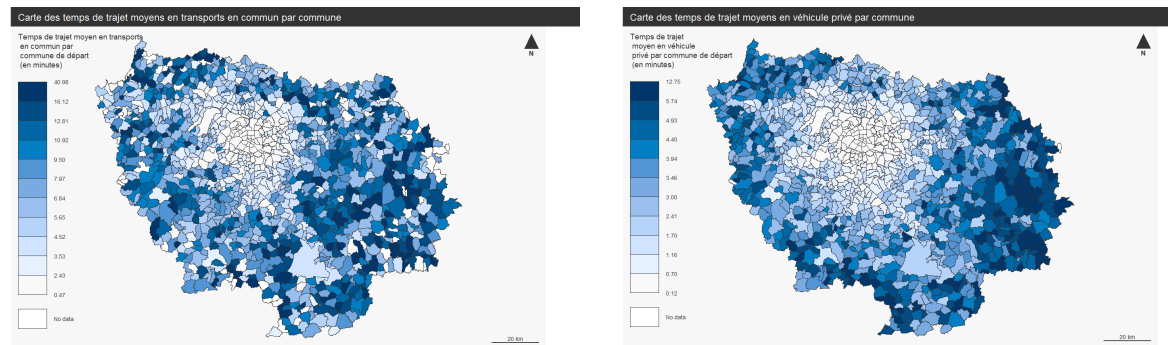 Carte des temps de trajet moyens en transports en commun par commune
Temps de trajet moyen en transports
en commun par
commune de départ
(en minutes)
40.98
16.12
12.81
10.92
9.50
7.97
6.84
5.65
4.52
3.53
2.43
0.47
No data
N
20 km
Carte des temps de trajet moyens en véhicule privé par commune
Temps de trajet
moyen en véhicule
privé par commune de départ
(en minutes)
12.75
5.74
4.93
4.40
3.94
3.46
3.00
2.41
1.70
1.16
0.70
0.12
No data
N
20 km